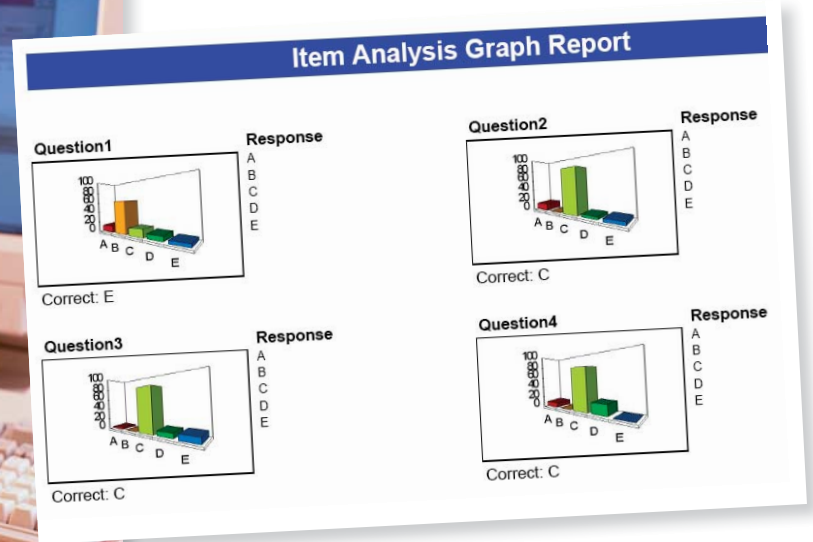 Item Analysis Graph Report
Question1
Response
A
B
C
D
E
100
80
60
40
20
0
A B C D E
Correct: E
Question2
Response
A
B
C
D
E
100
80
60
40
20
0
A B C D E
Correct: C
Question3
Response
A
B
C
D
E
100
80
60
40
20
0
A B C D E
Correct: C
Question4
Response
A
B
C
D
E
100
80
60
40
20
0
A B C D E
Correct: C